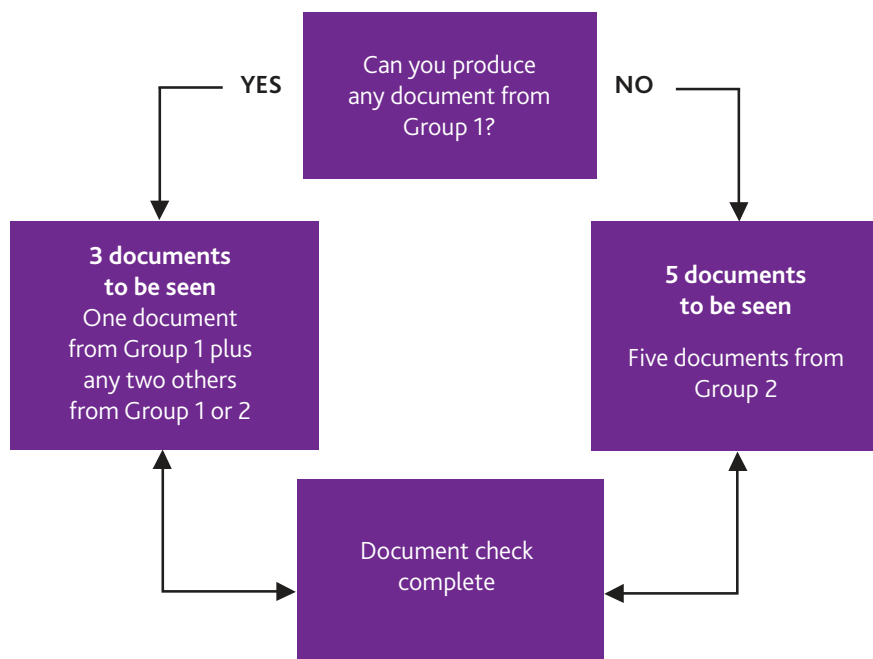 Can you produce
any document from
Group 1?
YES
NO
3 documents
to be seen
One document
from Group 1 plus
any two others
from Group 1 or 2
5 documents
to be seen
Five documents from
Group 2
Document check
complete